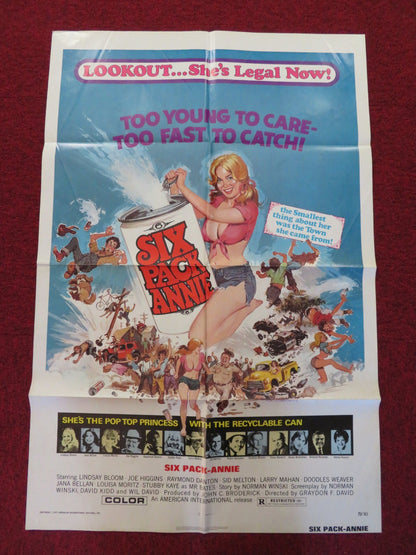 LOOKOUT...She's Legal Now!
TOO YOUNG TO CARE-
TOO FAST TO CATCH!
the Smallest
thing about her
was the Town
she came from!
SIX
PACK
ANNIE
SHE'S THE POP TOP PRINCESS WITH THE RECYCLABLE CAN
SIX PACK-ANNIE
Starring LINDSAY BLOOM · JOE HIGGINS · RAYMOND DANTON · SID MELTON · LARRY MAHAN · DOODLES WEAVER
JANA BELLAN · LOUISA MORITZ · STUBBY KAYE as MR BATES · Story by NORMAN WINSKI · Screenplay by NORMAN
WINSKI, DAVID KIDD and WIL DAVID · Produced by JOHN C. BRODERICK · Directed by GRAYDON F. DAVID
COLOR
An AMERICAN INTERNATIONAL release
R RESTRICTED
SIX PACK-ANNIE